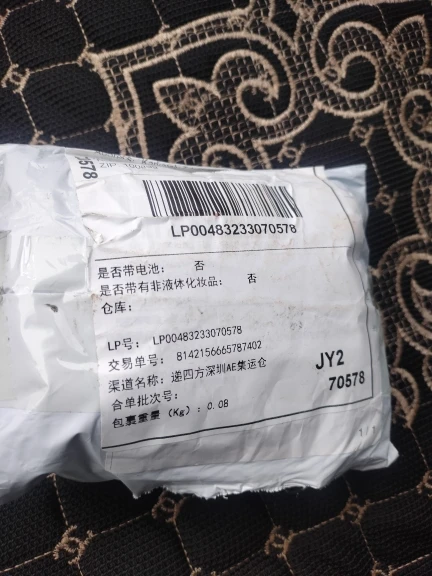 70578
LP00483233070578
是否带电池： 否
是否带有非液体化妆品： 否
仓库：
LP号： LP00483233070578
交易单号： 8142156665787402
渠道名称：递四方深圳AE集运仓
合单批次号：
包裹重量（Kg）：0.08
JY2
70578
1 / 1